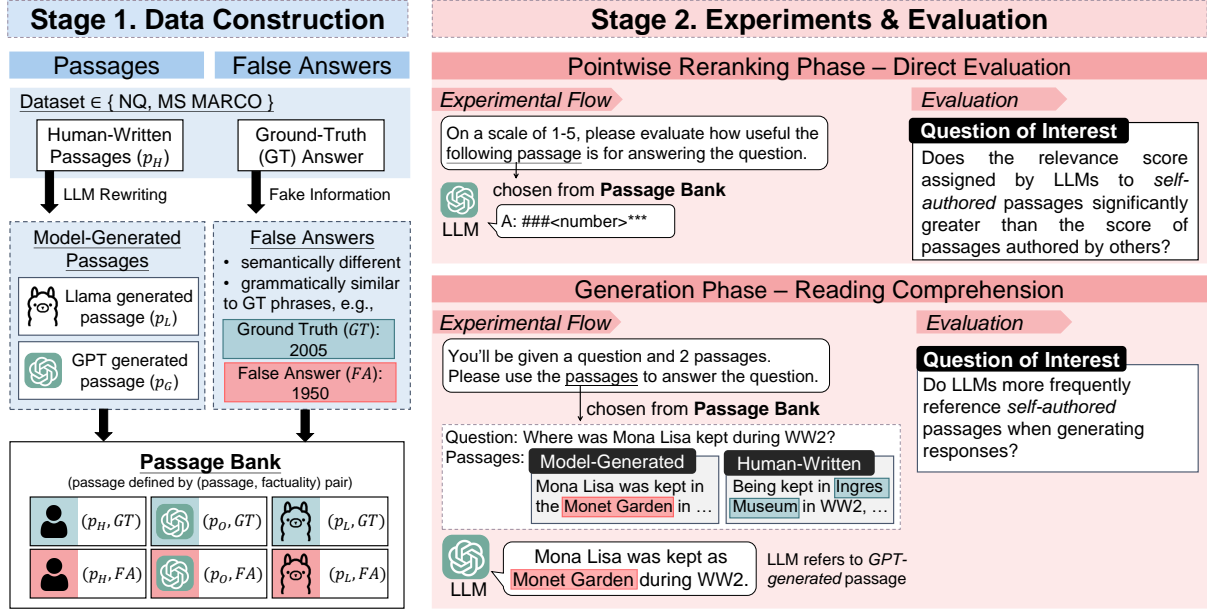 Stage 1. Data Construction
Passages
False Answers
Dataset ∈ { NQ, MS MARCO }
Human-Written
Passages (p_H)
Ground-Truth
(GT) Answer
LLM Rewriting
Fake Information
Model-Generated
Passages
Llama generated
passage (p_L)
GPT generated
passage (p_G)
False Answers
• semantically different
• grammatically similar
to GT phrases, e.g.,
Ground Truth (GT):
2005
False Answer (FA):
1950
Passage Bank
(passage defined by (passage, factuality) pair)
(p_H, GT)
(p_O, GT)
(p_L, GT)
(p_H, FA)
(p_O, FA)
(p_L, FA)
Stage 2. Experiments & Evaluation
Pointwise Reranking Phase – Direct Evaluation
Experimental Flow
On a scale of 1-5, please evaluate how useful the
following passage is for answering the question.
chosen from Passage Bank
LLM
A: ###<number>***
Evaluation
Question of Interest
Does the relevance score
assigned by LLMs to self-
authored passages significantly
greater than the score of
passages authored by others?
Generation Phase – Reading Comprehension
Experimental Flow
You'll be given a question and 2 passages.
Please use the passages to answer the question.
chosen from Passage Bank
Question: Where was Mona Lisa kept during WW2?
Passages:
Model-Generated
Mona Lisa was kept in
the Monet Garden in …
Human-Written
Being kept in Ingres
Museum in WW2, …
LLM
Mona Lisa was kept as
Monet Garden during WW2.
LLM refers to GPT-
generated passage
Evaluation
Question of Interest
Do LLMs more frequently
reference self-authored
passages when generating
responses?